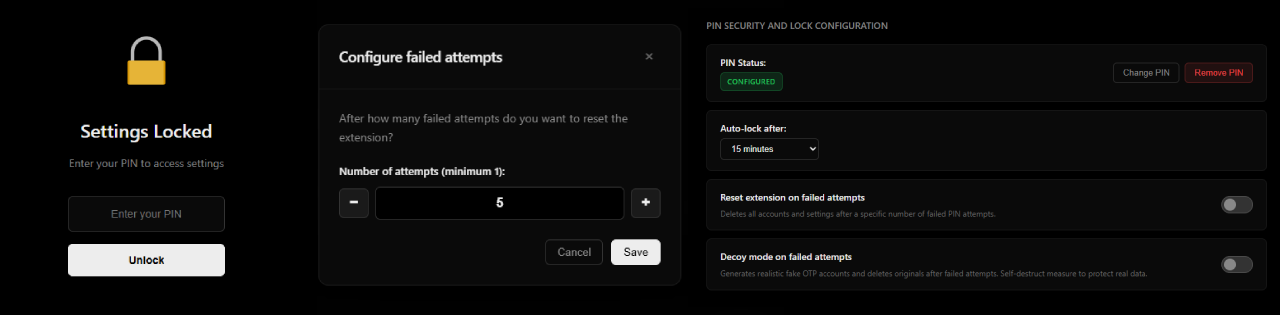 Settings Locked
Enter your PIN to access settings
Enter your PIN
Unlock
Configure failed attempts
×
After how many failed attempts do you want to reset the
extension?
Number of attempts (minimum 1):
− 5 +
Cancel Save
PIN SECURITY AND LOCK CONFIGURATION
PIN Status:
CONFIGURED
Change PIN Remove PIN
Auto-lock after:
15 minutes
Reset extension on failed attempts
Deletes all accounts and settings after a specific number of failed PIN attempts.
Decoy mode on failed attempts
Generates realistic fake OTP accounts and deletes originals after failed attempts. Self-destruct measure to protect real data.